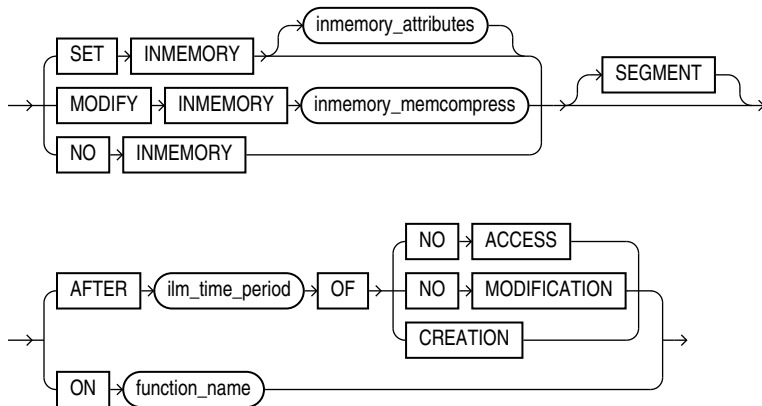 inmemory_attributes
SET INMEMORY
SEGMENT
MODIFY INMEMORY inmemory_memcompress
NO INMEMORY
NO ACCESS
AFTER ilm_time_period OF NO MODIFICATION
CREATION
ON function_name